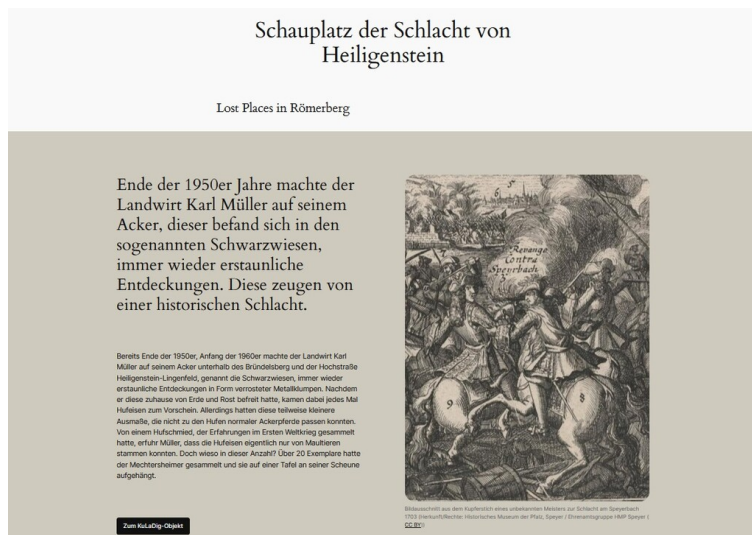 Schauplatz der Schlacht von
Heiligenstein
Lost Places in Römerberg
Ende der 1950er Jahre machte der
Landwirt Karl Müller auf seinem
Acker, dieser befand sich in den
sogenannten Schwarzwiesen,
immer wieder erstaunliche
Entdeckungen. Diese zeugen von
einer historischen Schlacht.
Bereits Ende der 1950er, Anfang der 1960er machte der Landwirt Karl
Müller auf seinem Acker unterhalb des Bründelsberg und der Hochstraße
Heiligenstein-Lingenfeld, genannt die Schwarzwiesen, immer wieder
erstaunliche Entdeckungen in Form verrosteter Metallklumpen. Nachdem
er diese zuhause von Erde und Rost befreit hatte, kamen dabei jedes Mal
Hufeisen zum Vorschein. Allerdings hatten diese teilweise kleinere
Ausmaße, die nicht zu den Hufen normaler Ackerpferde passen konnten.
Von einem Hufschmied, der Erfahrungen im Ersten Weltkrieg gesammelt
hatte, erfuhr Müller, dass die Hufeisen eigentlich nur von Maultieren
stammen konnten. Doch wieso in dieser Anzahl? Über 20 Exemplare hatte
der Mechtersheimer gesammelt und sie auf einer Tafel an seiner Scheune
aufgehängt.
Zum KuLaDig-Objekt
5
6
7
Revange
Contra
Speyrbach
9
8
Bildausschnitt aus dem Kupferstich eines unbekannten Meisters zur Schlacht am Speyerbach
1703 (Herkunft/Rechte: Historisches Museum der Pfalz, Speyer / Ehrenamtsgruppe HMP Speyer (
CC BY))